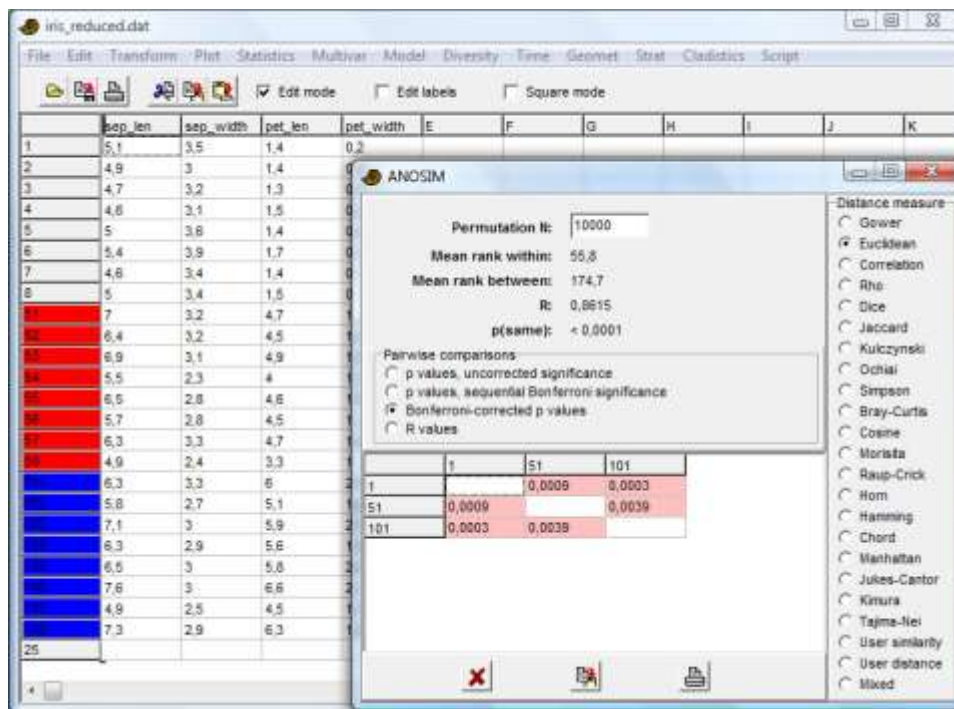 iris_reduced.dat
File Edit Transform Plot Statistics Multivar Model Diversity Time Geomet Strat Cladistics Script
Edit mode Edit labels Square mode
sep_len sep_width pet_len pet_width E F G H I J K
1 5,1 3,5 1,4 0,2
2 4,9 3 1,4
3 4,7 3,2 1,3
4 4,6 3,1 1,5
5 5 3,6 1,4
6 5,4 3,9 1,7
7 4,6 3,4 1,4
8 5 3,4 1,5
7 3,2 4,7
6,4 3,2 4,5
6,9 3,1 4,9
5,5 2,3 4
6,5 2,8 4,6
5,7 2,8 4,5
6,3 3,3 4,7
4,9 2,4 3,3
6,3 3,3 6
5,8 2,7 5,1
7,1 3 5,9
6,3 2,9 5,6
6,5 3 5,8
7,6 3 6,6
4,9 2,5 4,5
7,3 2,9 6,3
25
ANOSIM
Permutation N: 10000
Mean rank within: 55,8
Mean rank between: 174,7
R: 0,8615
p(same): < 0,0001
Pairwise comparisons
p values, uncorrected significance
p values, sequential Bonferroni significance
Bonferroni-corrected p values
R values
1 51 101
1 0,0009 0,0003
51 0,0009 0,0039
101 0,0003 0,0039
Distance measure
Gower
Euclidean
Correlation
Rho
Dice
Jaccard
Kulczynski
Ochiai
Simpson
Bray-Curtis
Cosine
Morisita
Raup-Crick
Horn
Hamming
Chord
Manhattan
Jukes-Cantor
Kimura
Tajima-Nei
User similarity
User distance
Mixed